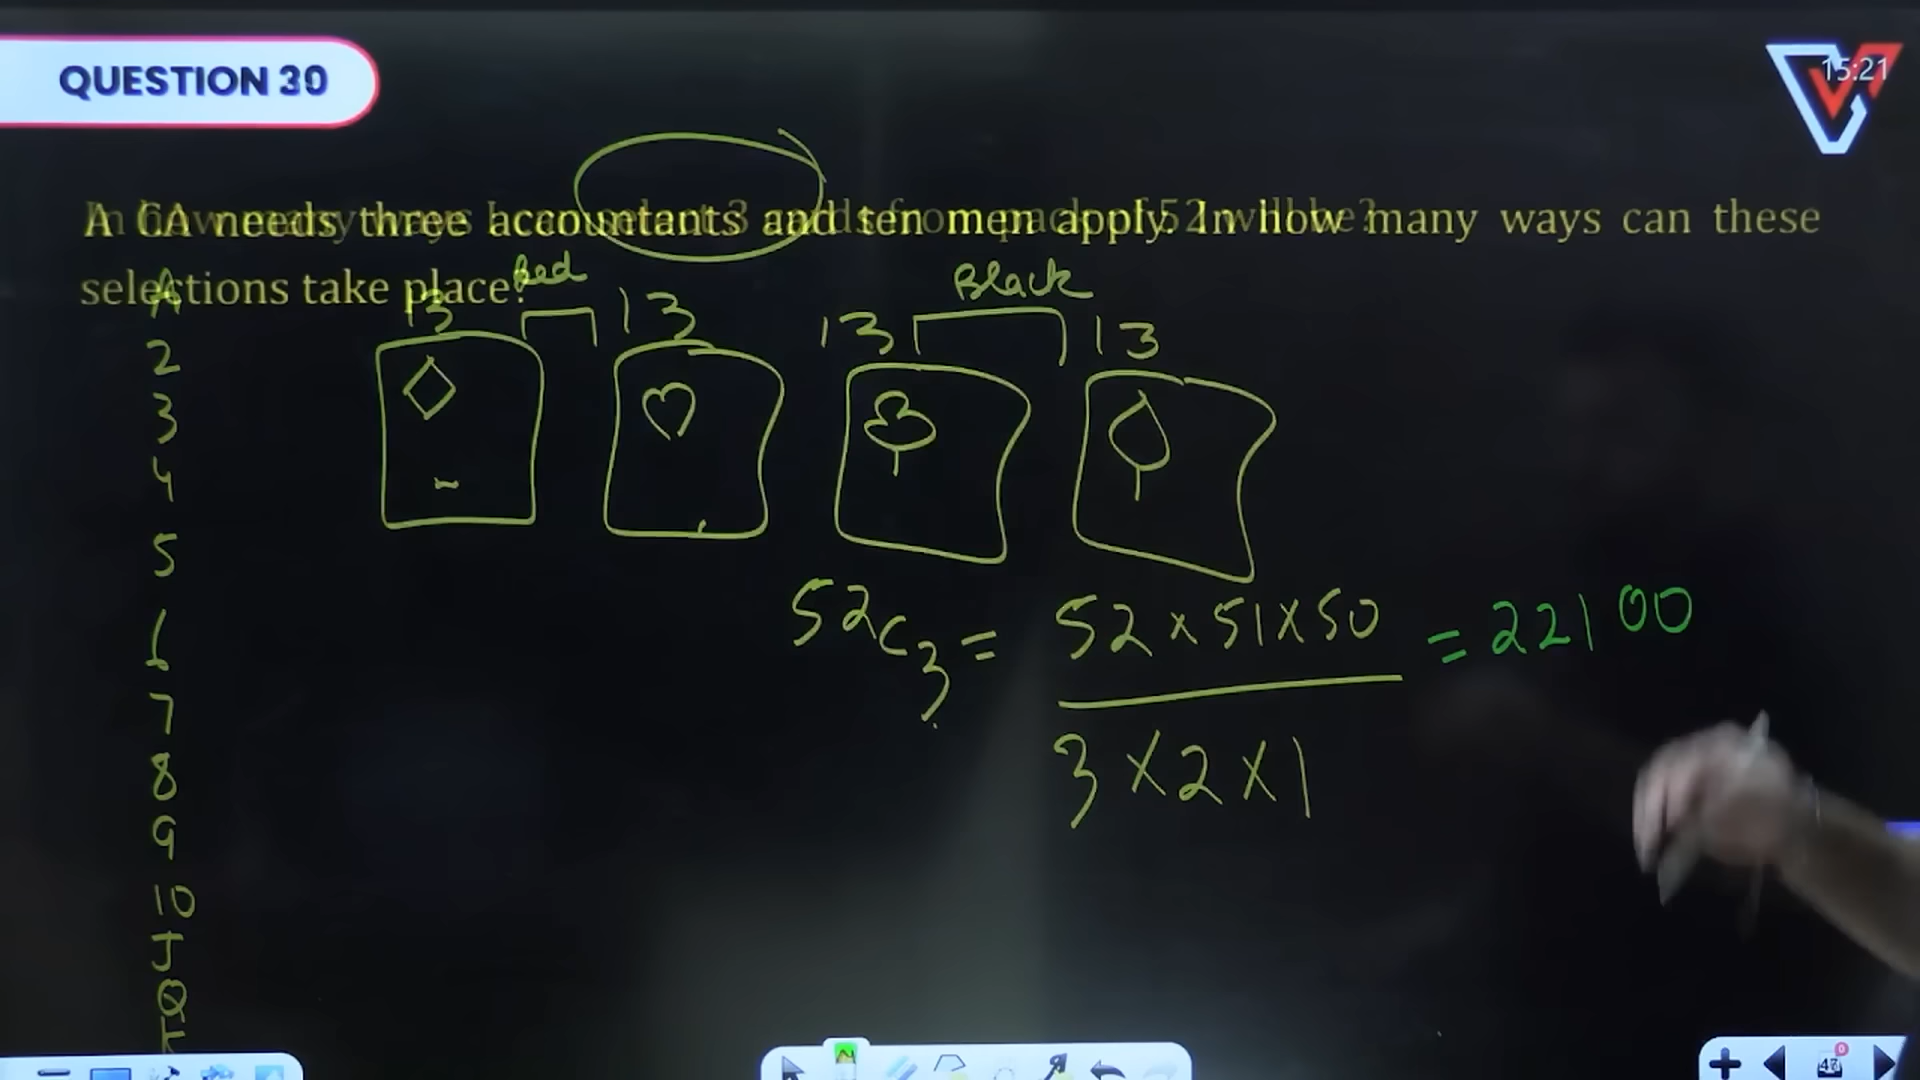 QUESTION 30
15:21
A CA needs three accountants and ten men apply. In how many ways can these
selections take place?
Red
Black
13 13 13 13
A
2
3
4
5
6
7
8
9
10
J
Q
K
52C3 = 52 x 51 x 50 = 22100
3 x 2 x 1